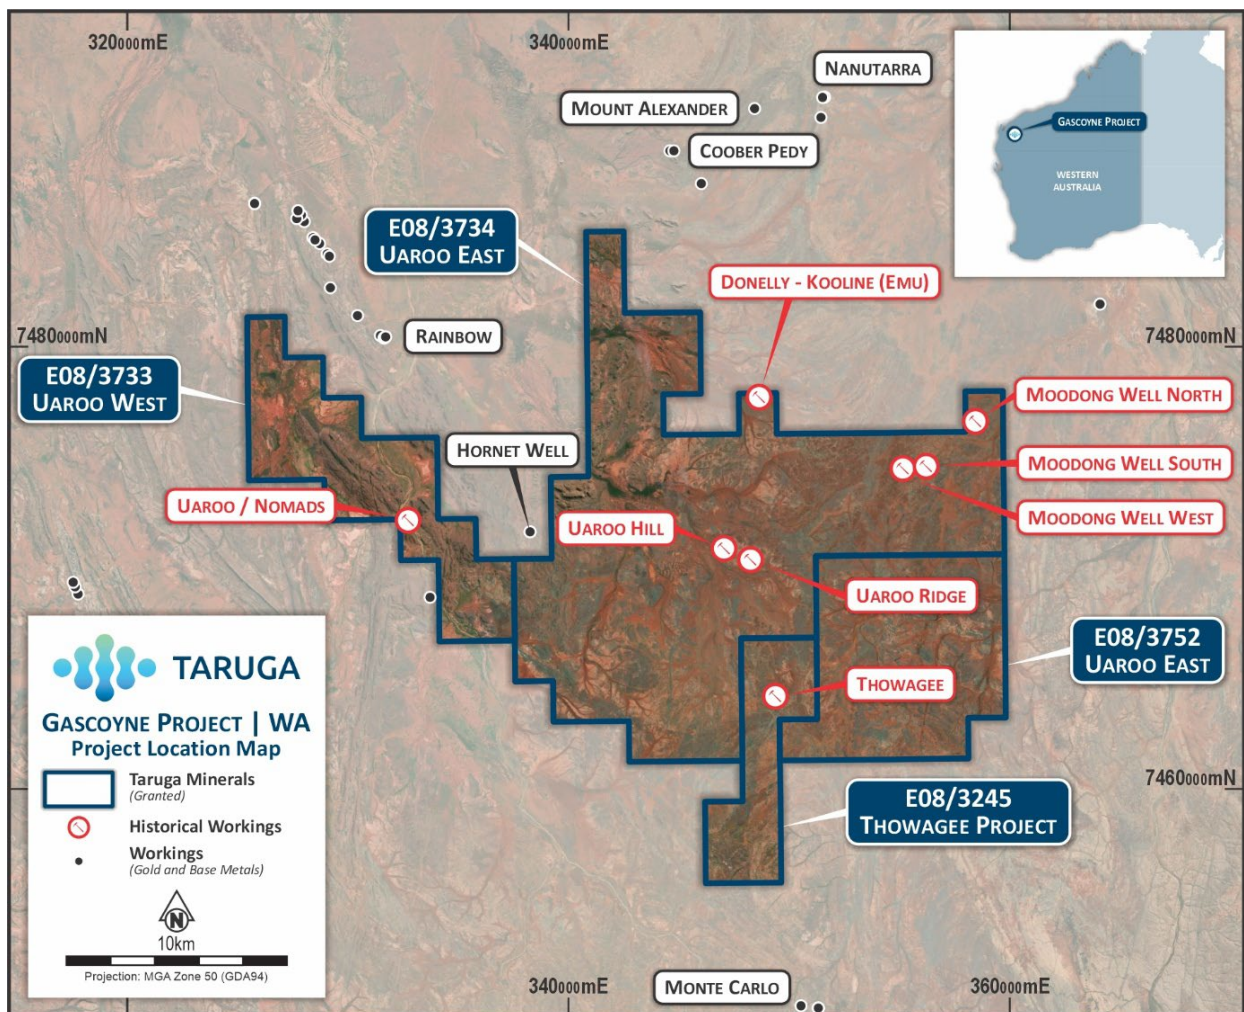 320000mE
340000mE
NANUTARRA
MOUNT ALEXANDER
COOBER PEDY
GASCOYNE PROJECT
WESTERN
AUSTRALIA
E08/3734
UAROO EAST
DONELLY - KOOLINE (EMU)
7480000mN
7480000mN
RAINBOW
E08/3733
UAROO WEST
MOODONG WELL NORTH
HORNET WELL
MOODONG WELL SOUTH
UAROO / NOMADS
UAROO HILL
MOODONG WELL WEST
UAROO RIDGE
E08/3752
UAROO EAST
THOWAGEE
TARUGA
GASCOYNE PROJECT | WA
Project Location Map
Taruga Minerals
(Granted)
Historical Workings
Workings
(Gold and Base Metals)
N
10km
Projection: MGA Zone 50 (GDA94)
7460000mN
E08/3245
THOWAGEE PROJECT
340000mE
MONTE CARLO
360000mE